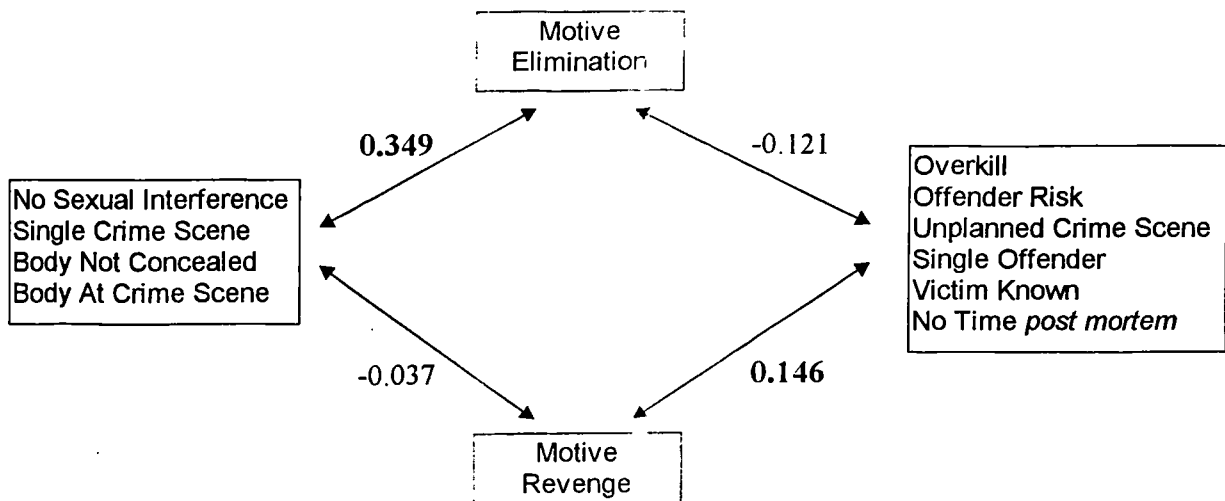 Motive
Elimination
0.349
-0.121
No Sexual Interference
Single Crime Scene
Body Not Concealed
Body At Crime Scene
Overkill
Offender Risk
Unplanned Crime Scene
Single Offender
Victim Known
No Time post mortem
-0.037
0.146
Motive
Revenge